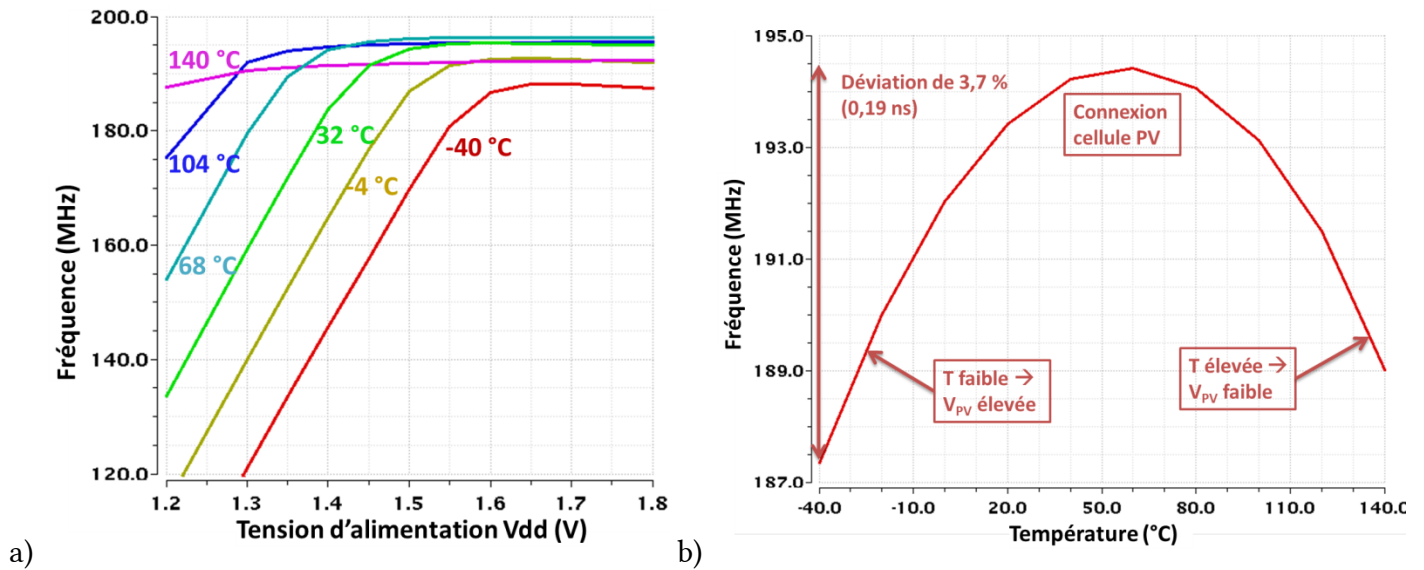 200.0
180.0
160.0
140.0
120.0
Fréquence (MHz)
140 °C
104 °C
68 °C
32 °C
-4 °C
-40 °C
1.2 1.3 1.4 1.5 1.6 1.7 1.8
Tension d’alimentation Vdd (V)
a)
195.0
193.0
191.0
189.0
187.0
Fréquence (MHz)
Déviation de 3,7 %
(0,19 ns)
Connexion
cellule PV
T faible →
VPV élevée
T élevée →
VPV faible
-40.0 -10.0 20.0 50.0 80.0 110.0 140.0
Température (°C)
b)